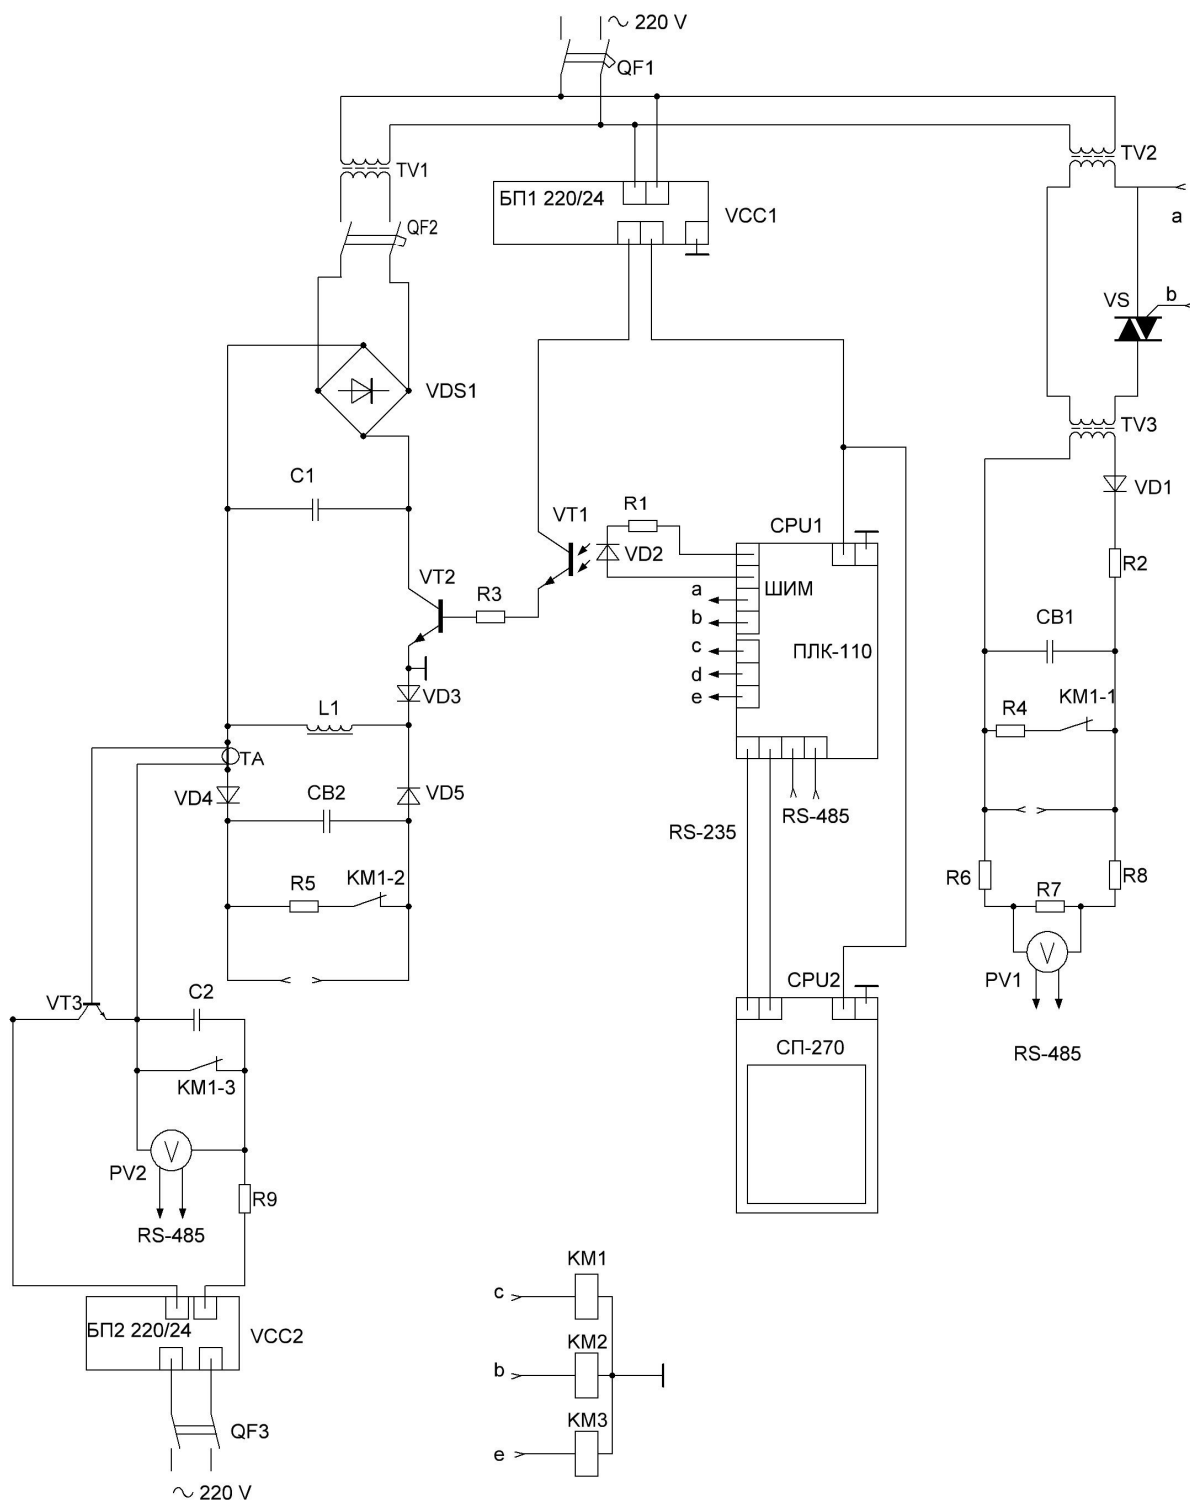 220 V
QF1
TV1
TV2
БП1 220/24
VCC1
a
QF2
VS
b
VDS1
TV3
C1
VD1
VT1
R1
CPU1
VD2
R2
VT2
R3
a
ШИМ
b
CB1
c
ПЛК-110
d
VD3
e
KM1-1
R4
L1
TA
VD4
CB2
VD5
RS-485
RS-235
R5
KM1-2
R6
R7
R8
VT3
C2
CPU2
PV1
СП-270
RS-485
KM1-3
PV2
V
V
R9
RS-485
KM1
c
БП2 220/24
VCC2
KM2
b
KM3
QF3
e
220 V